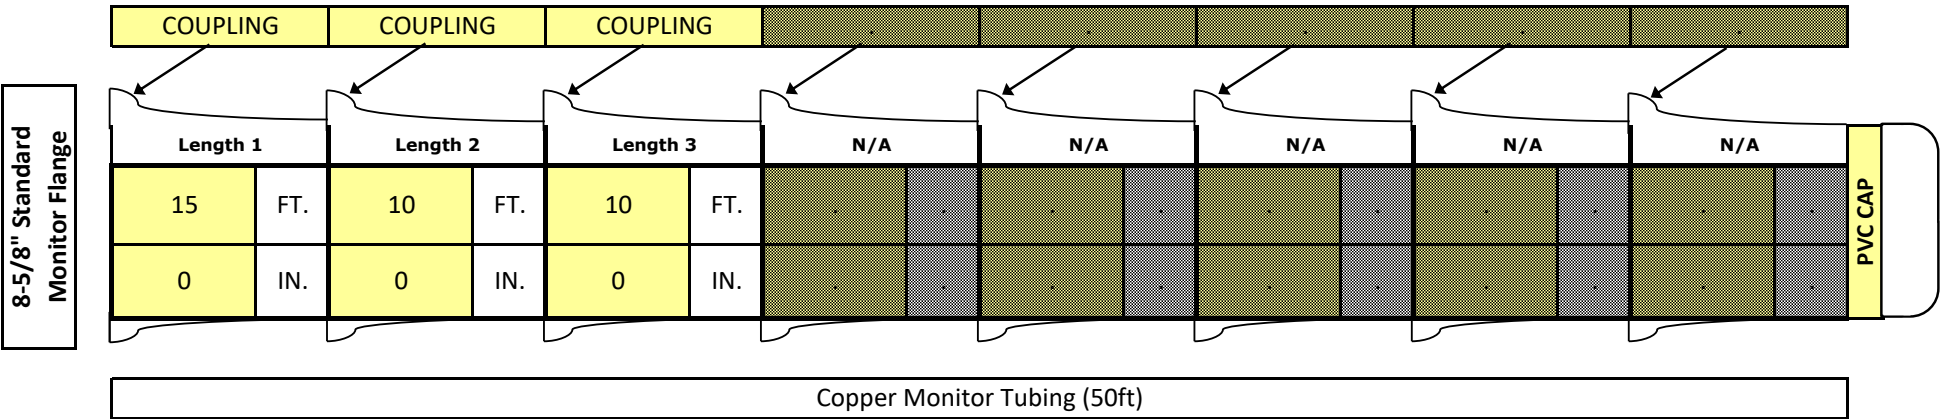 COUPLING COUPLING COUPLING . . . . .
8-5/8" Standard
Monitor Flange
Length 1 Length 2 Length 3 N/A N/A N/A N/A N/A
15 FT. 10 FT. 10 FT. . . . . . . . . . .
0 IN. 0 IN. 0 IN. . . . . . . . . . .
PVC CAP
Copper Monitor Tubing (50ft)